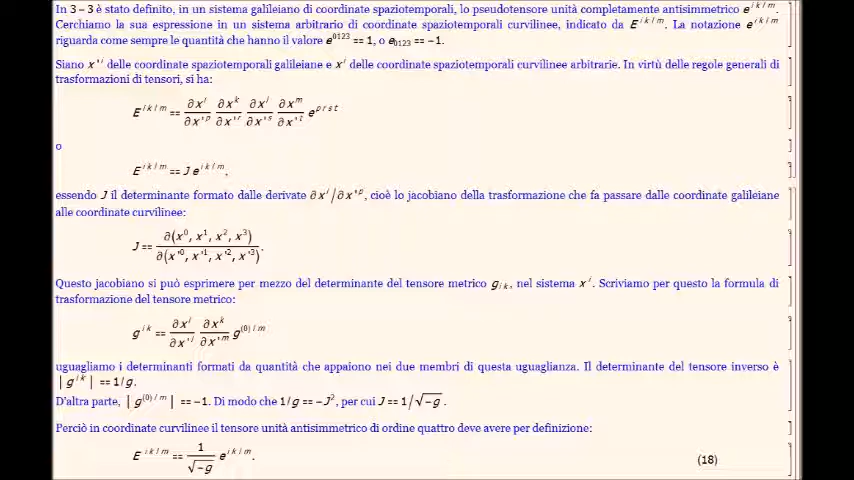 In 3 – 3 è stato definito, in un sistema galileiano di coordinate spaziotemporali, lo pseudotensore unità completamente antisimmetrico e^{iklm}.
Cerchiamo la sua espressione in un sistema arbitrario di coordinate spaziotemporali curvilinee, indicato da E^{iklm}. La notazione e^{iklm}
riguarda come sempre le quantità che hanno il valore e^{0123} == 1, o e_{0123} == –1.
Siano x'^i delle coordinate spaziotemporali galileiane e x^i delle coordinate spaziotemporali curvilinee arbitrarie. In virtù delle regole generali di
trasformazioni di tensori, si ha:
E^{iklm} == ∂x^i/∂x'^p ∂x^k/∂x'^r ∂x^l/∂x'^s ∂x^m/∂x'^t e^{prst}
o
E^{iklm} == J e^{iklm},
essendo J il determinante formato dalle derivate ∂x^i/∂x'^p, cioè lo jacobiano della trasformazione che fa passare dalle coordinate galileiane
alle coordinate curvilinee:
J == ∂(x^0, x^1, x^2, x^3)/∂(x'^0, x'^1, x'^2, x'^3).
Questo jacobiano si può esprimere per mezzo del determinante del tensore metrico g_{ik}, nel sistema x^i. Scriviamo per questo la formula di
trasformazione del tensore metrico:
g^{ik} == ∂x^i/∂x'^l ∂x^k/∂x'^m g^{(0)lm}
uguagliamo i determinanti formati da quantità che appaiono nei due membri di questa uguaglianza. Il determinante del tensore inverso è
| g^{ik} | == 1/g.
D'altra parte, | g^{(0)lm} | == –1. Di modo che 1/g == –J^2, per cui J == 1/√-g.
Perciò in coordinate curvilinee il tensore unità antisimmetrico di ordine quattro deve avere per definizione:
E^{iklm} == 1/√-g e^{iklm}. (18)